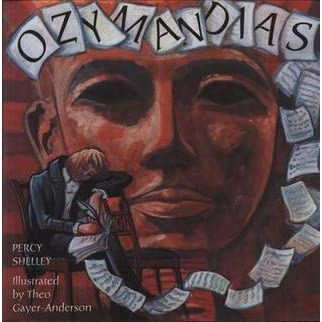 OZYMANDIAS
PERCY
SHELLEY
Illustrated
by Theo
Gayer-Anderson